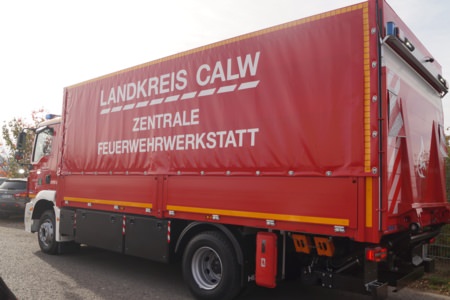 LANDKREIS CALW
ZENTRALE
FEUERWEHRWERKSTATT